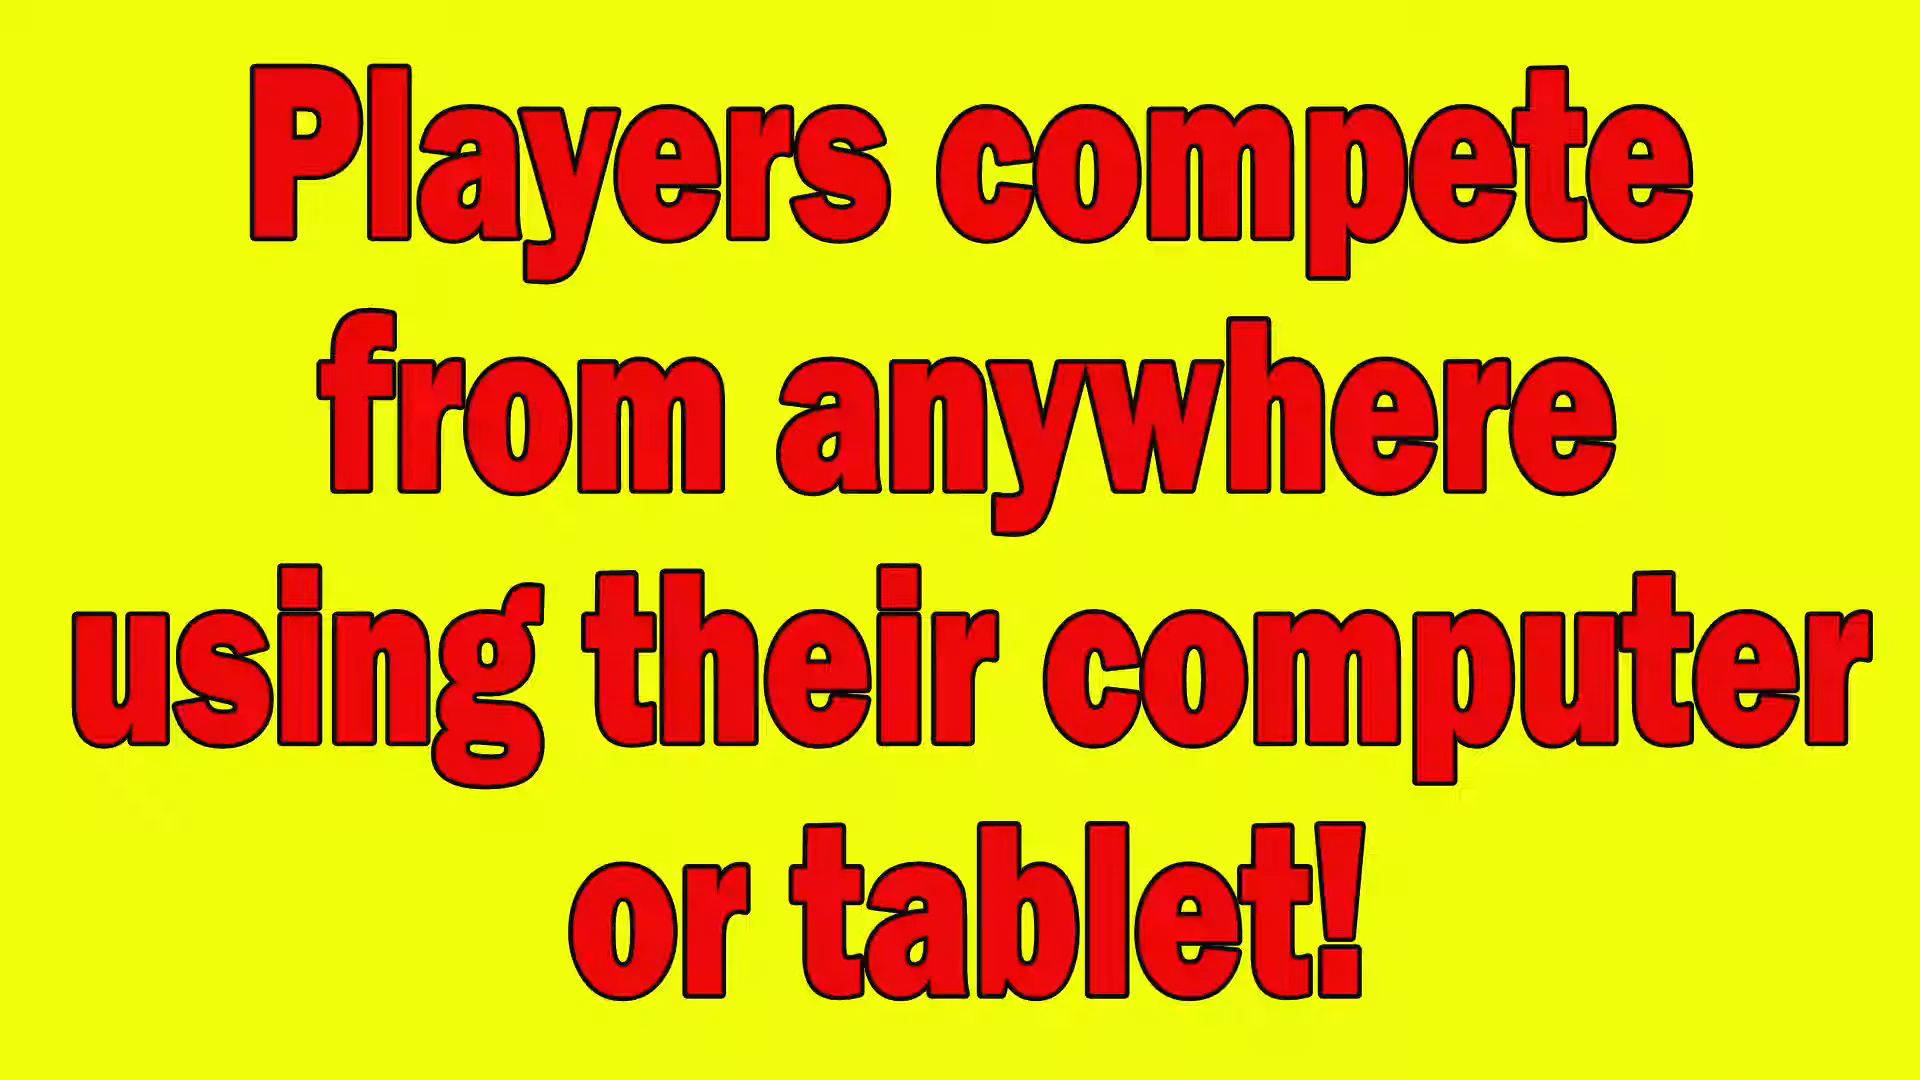 Players compete
from anywhere
using their computer
or tablet!